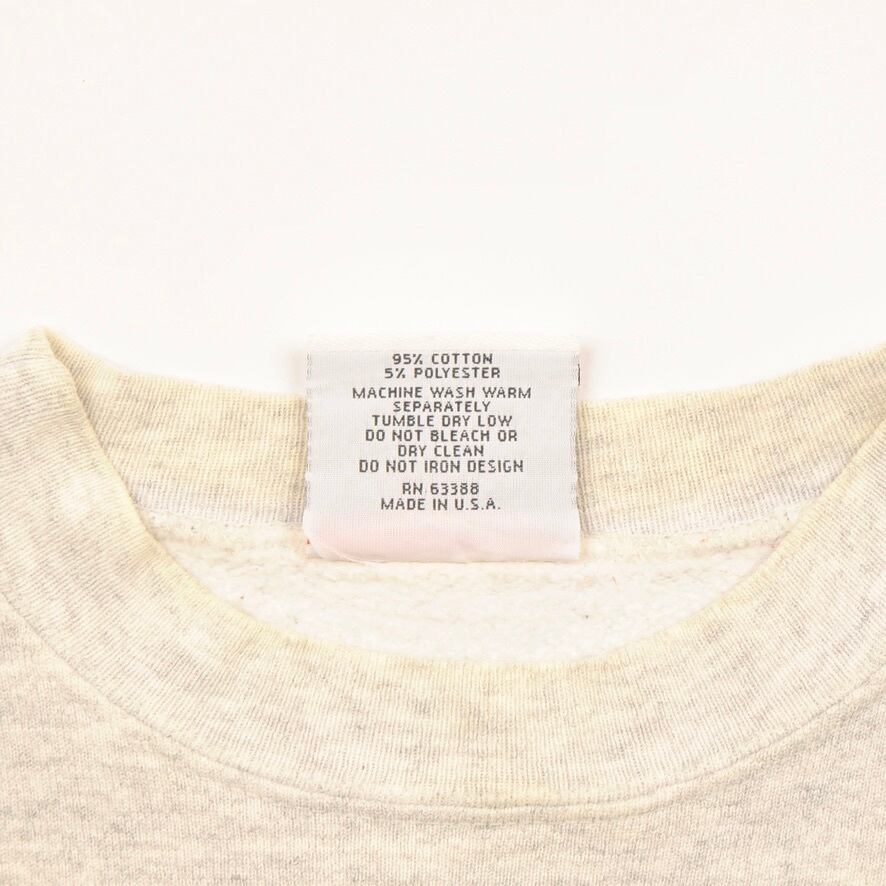 95% COTTON
5% POLYESTER
MACHINE WASH WARM
SEPARATELY
TUMBLE DRY LOW
DO NOT BLEACH OR
DRY CLEAN
DO NOT IRON DESIGN
RN 63388
MADE IN U.S.A.